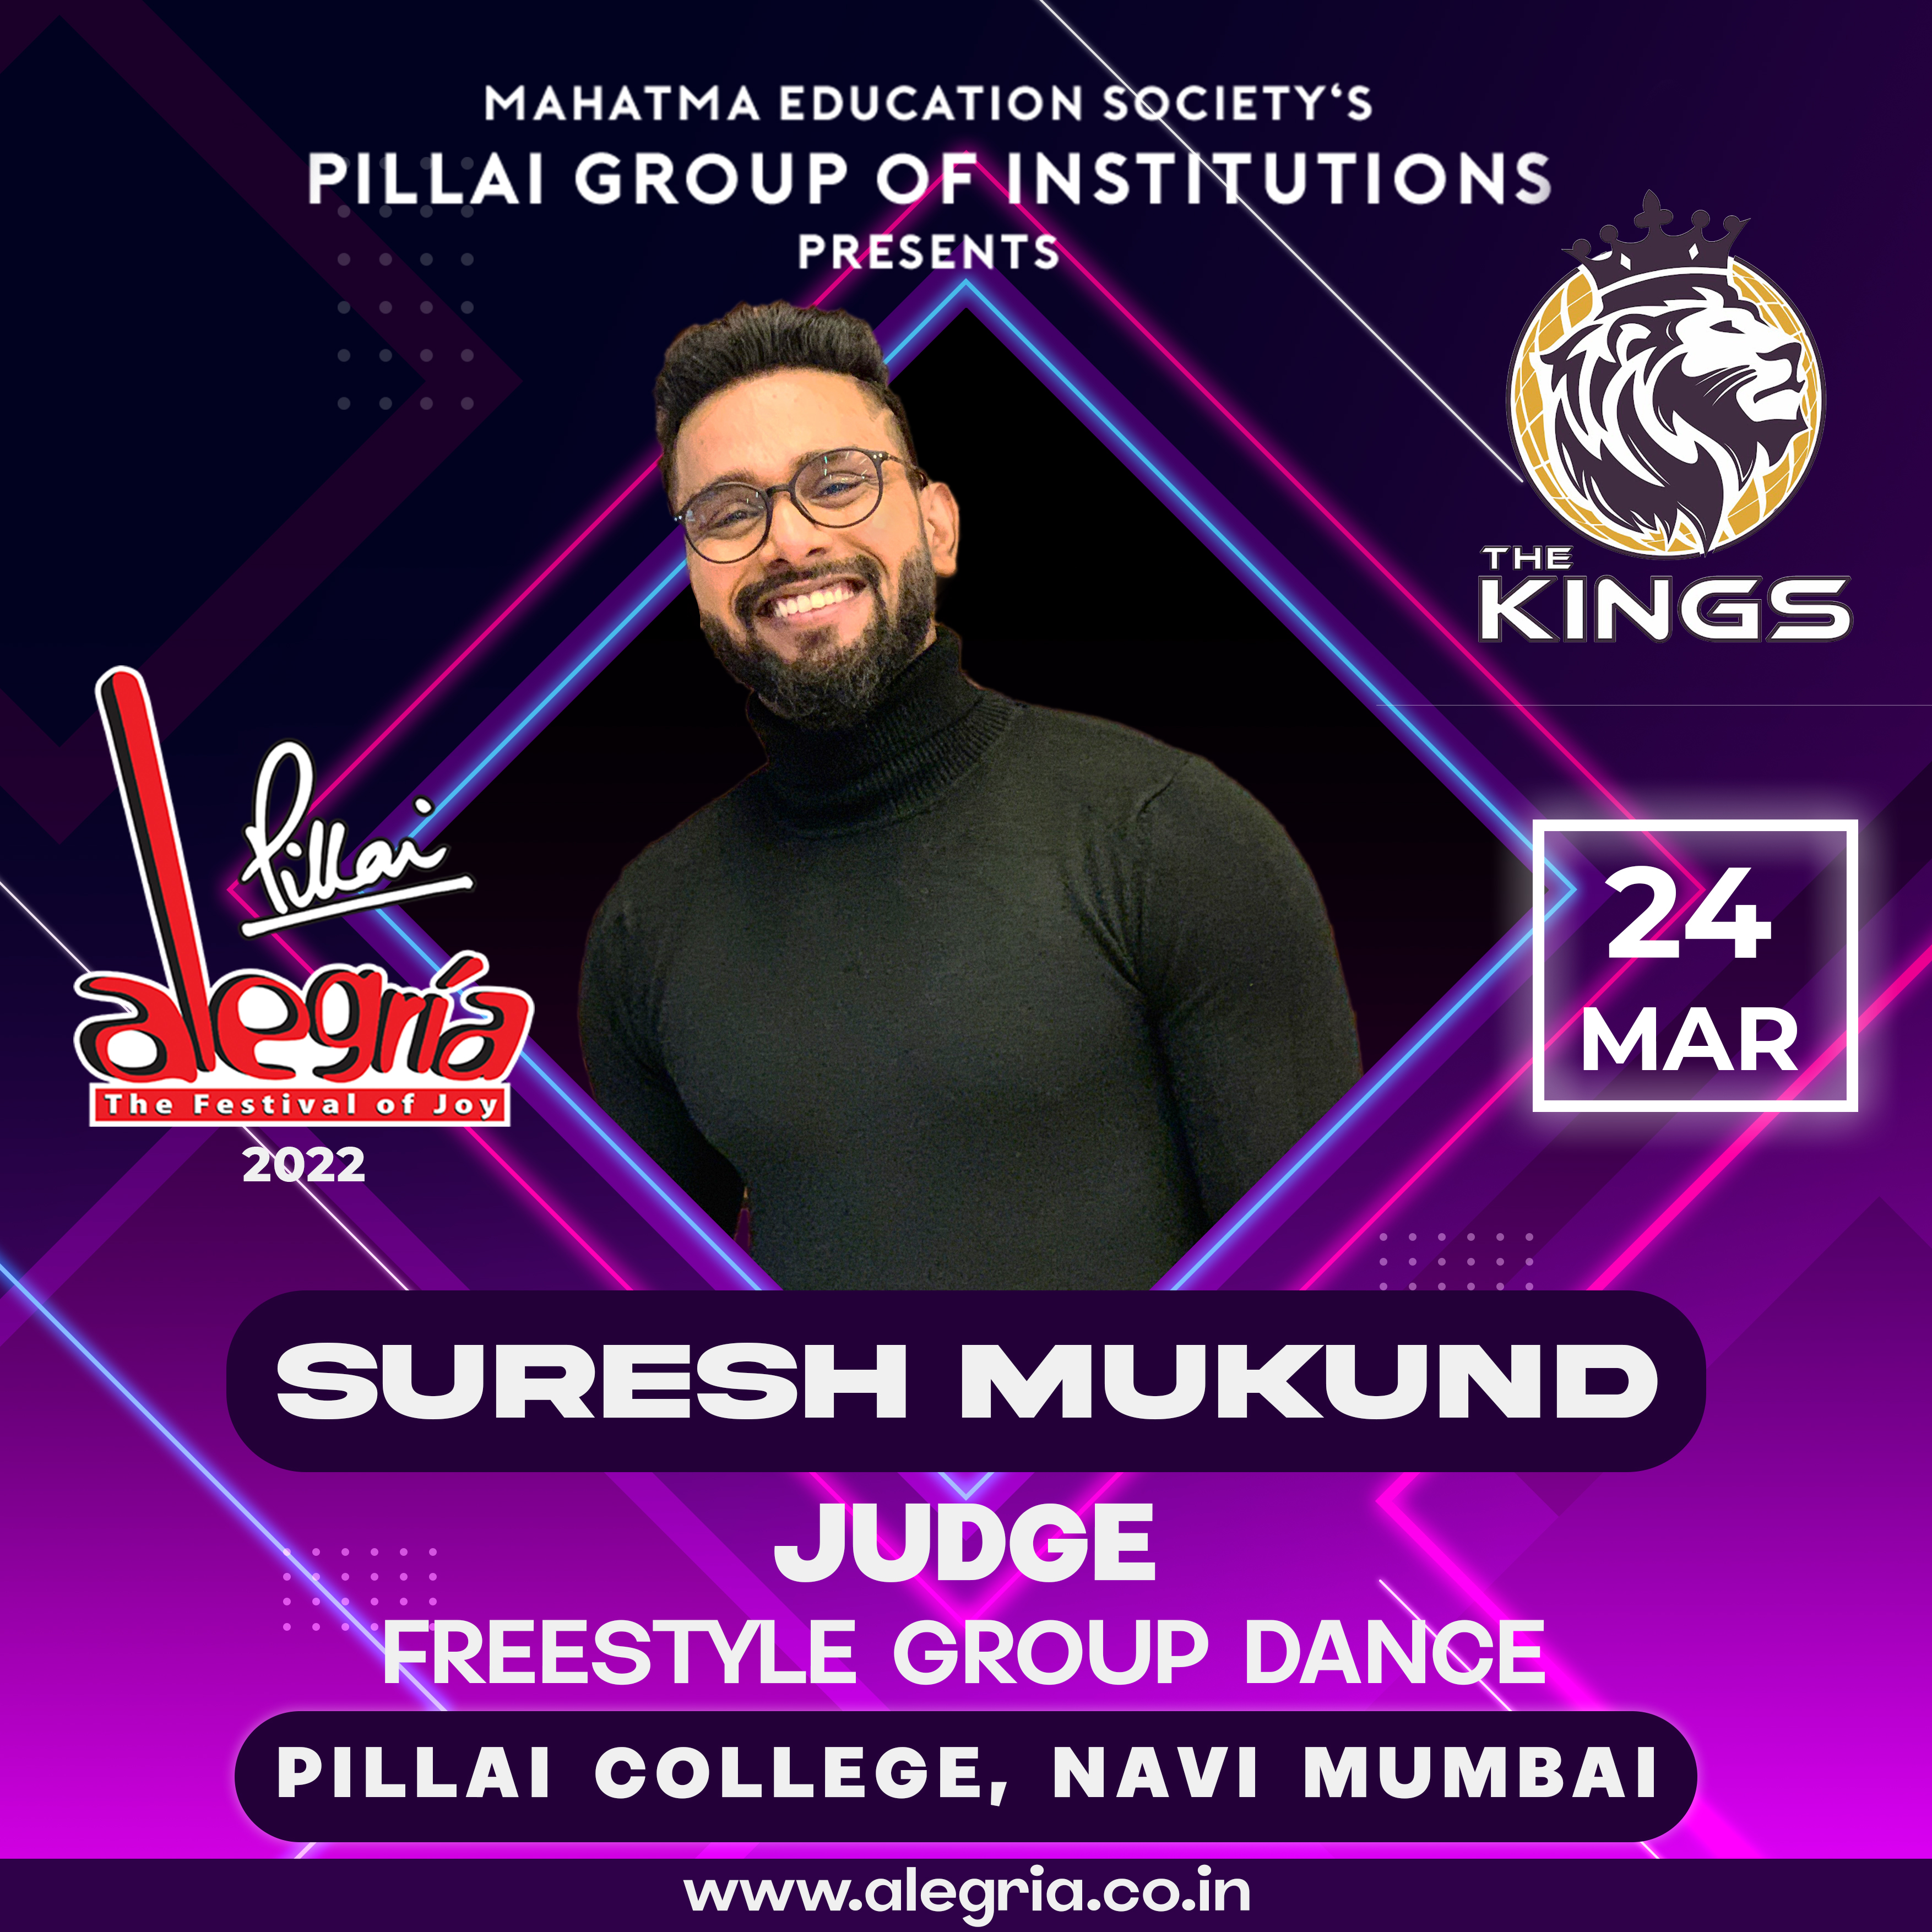 MAHATMA EDUCATION SOCIETY‘S
PILLAI GROUP OF INSTITUTIONS
PRESENTS
THE
KINGS
Pillai
alegría
The Festival of Joy
2022
24
MAR
SURESH MUKUND
JUDGE
FREESTYLE GROUP DANCE
PILLAI COLLEGE, NAVI MUMBAI
www.alegria.co.in